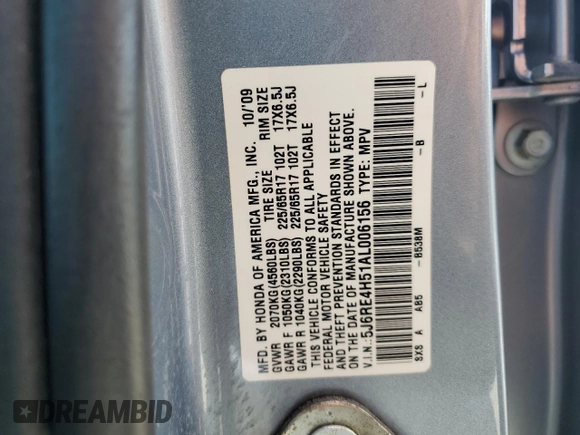 MFD. BY HONDA OF AMERICA MFG., INC. 10/'09
TIRE SIZE RIM SIZE
GVWR 2070KG(4560LBS)
GAWR F 1050KG(2310LBS) 225/65R17 102T 17X6.5J
GAWR R 1040KG(2290LBS) 225/65R17 102T 17X6.5J
THIS VEHICLE CONFORMS TO ALL APPLICABLE
FEDERAL MOTOR VEHICLE SAFETY
AND THEFT PREVENTION STANDARDS IN EFFECT
ON THE DATE OF MANUFACTURE SHOWN ABOVE.
V.I.N.: 5J6RE4H51AL006156 TYPE: MPV
SXS A AB5 -B538M -B -L
DREAMBID